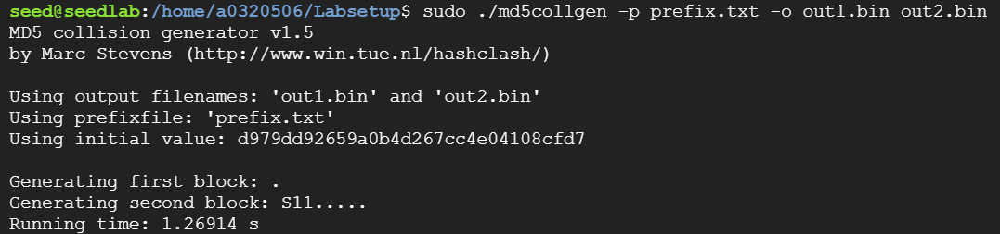 seed@seedlab:/home/a0320506/Labsetup$ sudo ./md5collgen -p prefix.txt -o out1.bin out2.bin
MD5 collision generator v1.5
by Marc Stevens (http://www.win.tue.nl/hashclash/)
Using output filenames: 'out1.bin' and 'out2.bin'
Using prefixfile: 'prefix.txt'
Using initial value: d979dd92659a0b4d267cc4e04108cfd7
Generating first block: .
Generating second block: S11.....
Running time: 1.26914 s